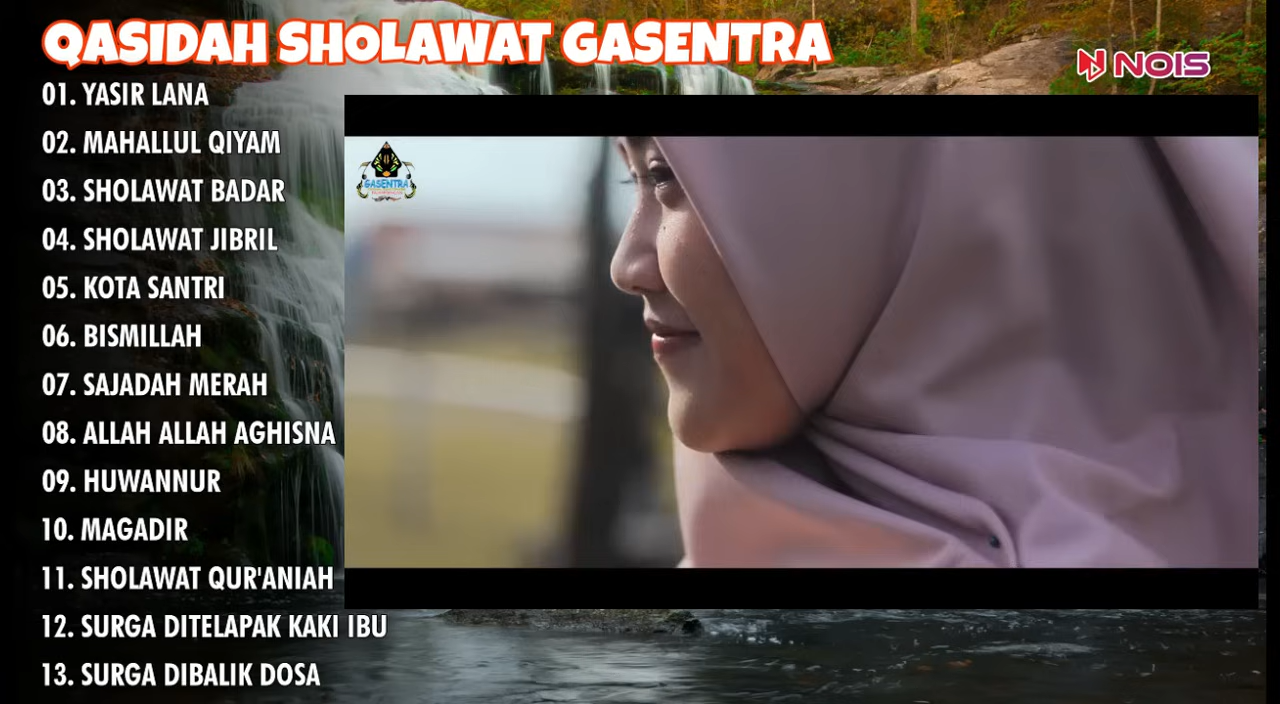 QASIDAH SHOLAWAT GASENTRA
NOIS
01. YASIR LANA
02. MAHALLUL QIYAM
03. SHOLAWAT BADAR
04. SHOLAWAT JIBRIL
05. KOTA SANTRI
06. BISMILLAH
07. SAJADAH MERAH
08. ALLAH ALLAH AGHISNA
09. HUWANNUR
10. MAGADIR
11. SHOLAWAT QUR'ANIAH
12. SURGA DITELAPAK KAKI IBU
13. SURGA DIBALIK DOSA
GASENTRA